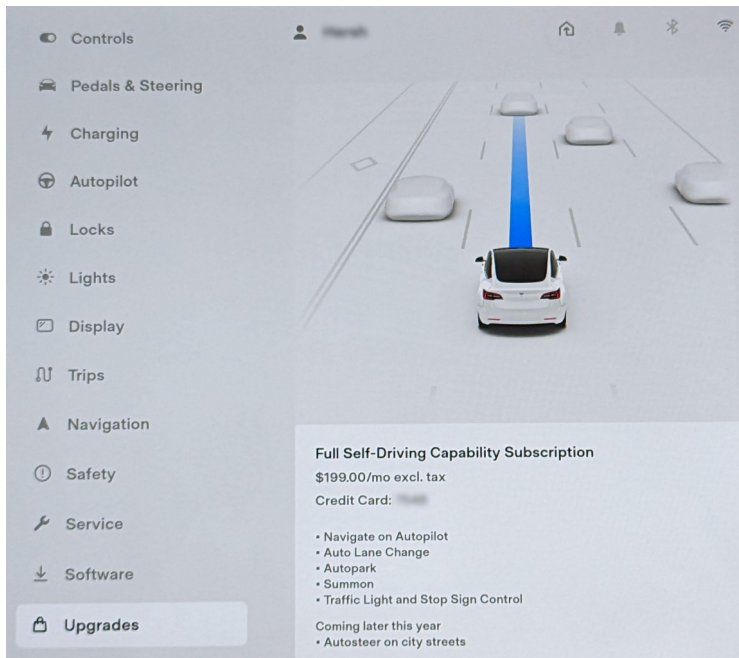 Controls
Pedals & Steering
Charging
Autopilot
Locks
Lights
Display
Trips
Navigation
Safety
Service
Software
Upgrades
Full Self-Driving Capability Subscription
$199.00/mo excl. tax
Credit Card:
• Navigate on Autopilot
• Auto Lane Change
• Autopark
• Summon
• Traffic Light and Stop Sign Control
Coming later this year
• Autosteer on city streets